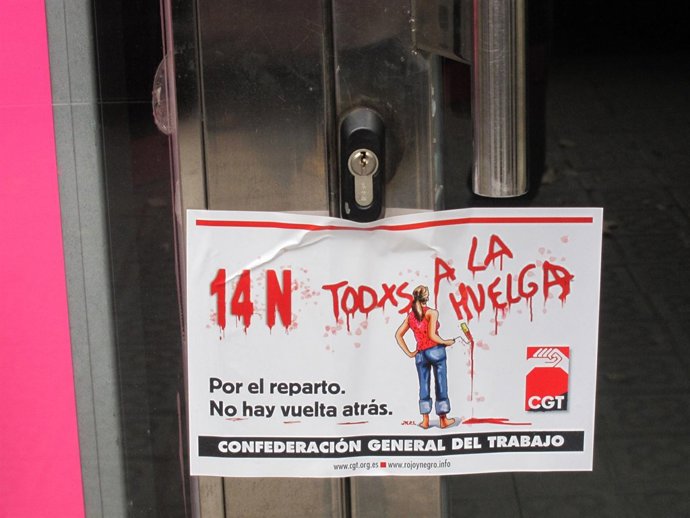 14 N TODXS A LA
HUELGA
Por el reparto.
No hay vuelta atrás.
CGT
CONFEDERACIÓN GENERAL DEL TRABAJO
www.cgt.org.es ■ www.rojoynegro.info